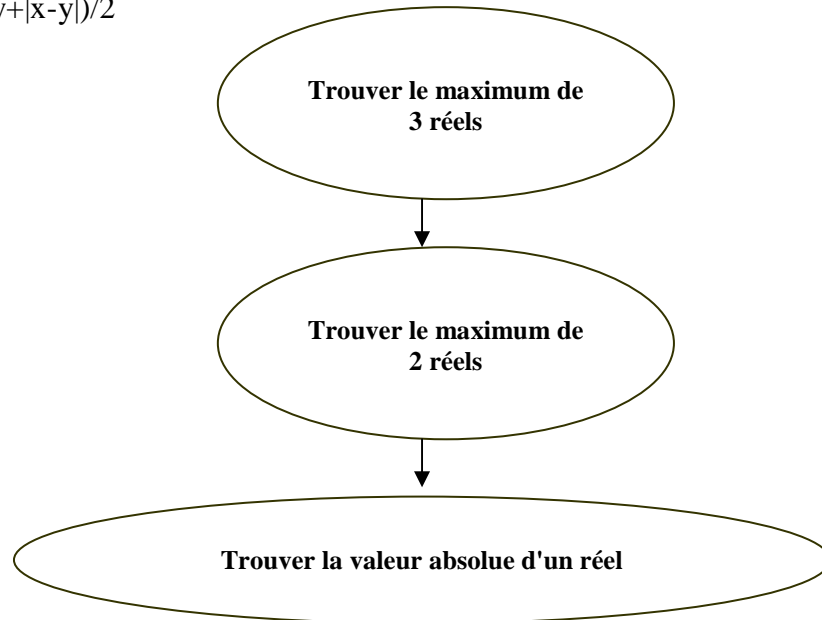 y+|x-y|)/2
Trouver le maximum de
3 réels
Trouver le maximum de
2 réels
Trouver la valeur absolue d'un réel